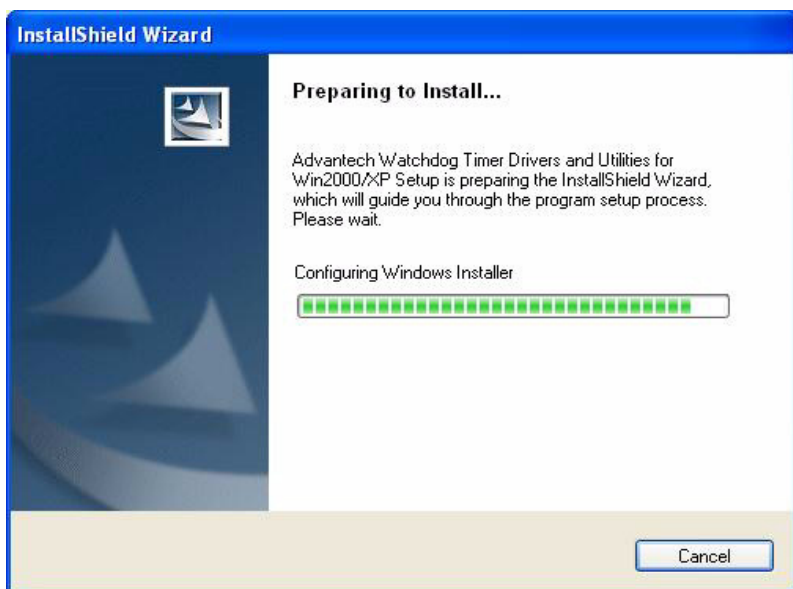 InstallShield Wizard
Preparing to Install...
Advantech Watchdog Timer Drivers and Utilities for
Win2000/XP Setup is preparing the InstallShield Wizard,
which will guide you through the program setup process.
Please wait.
Configuring Windows Installer
Cancel